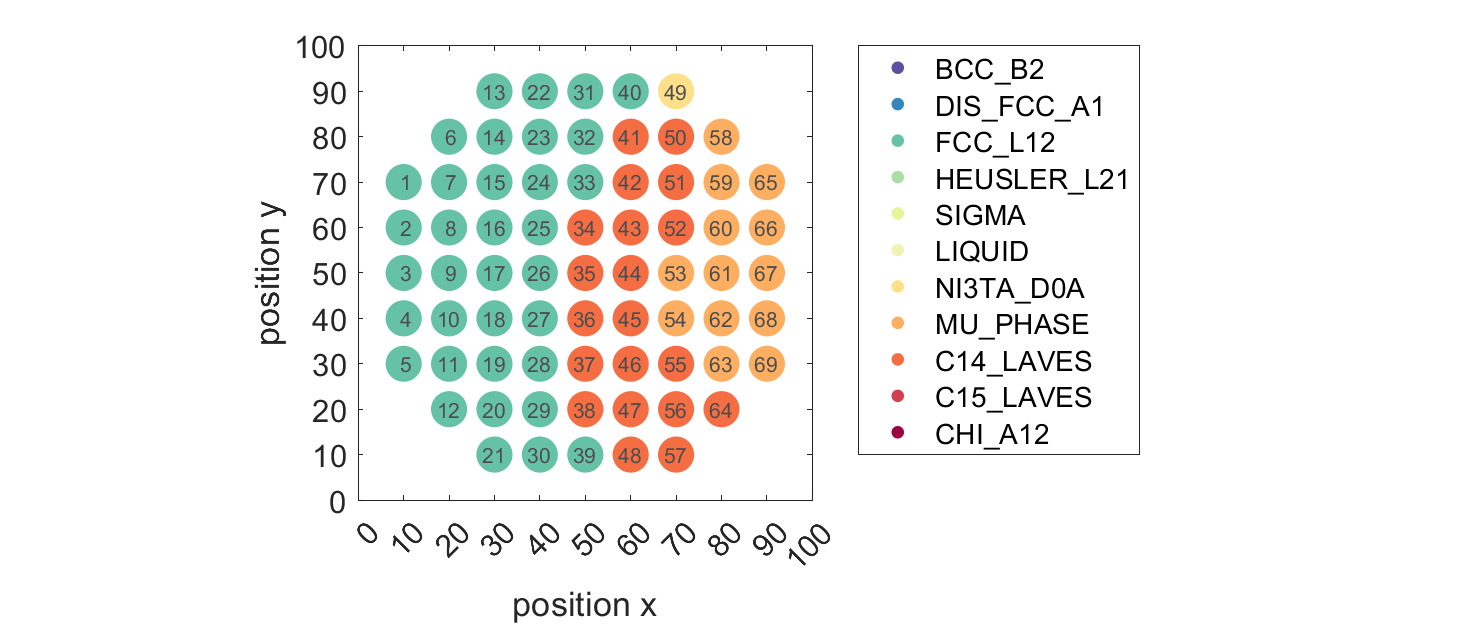 100
90 13 22 31 40 49
80 6 14 23 32 41 50 58
70 1 7 15 24 33 42 51 59 65
60 2 8 16 25 34 43 52 60 66
50 3 9 17 26 35 44 53 61 67
40 4 10 18 27 36 45 54 62 68
30 5 11 19 28 37 46 55 63 69
20 12 20 29 38 47 56 64
10 21 30 39 48 57
0
position y
0 10 20 30 40 50 60 70 80 90 100
position x
BCC_B2
DIS_FCC_A1
FCC_L12
HEUSLER_L21
SIGMA
LIQUID
NI3TA_D0A
MU_PHASE
C14_LAVES
C15_LAVES
CHI_A12